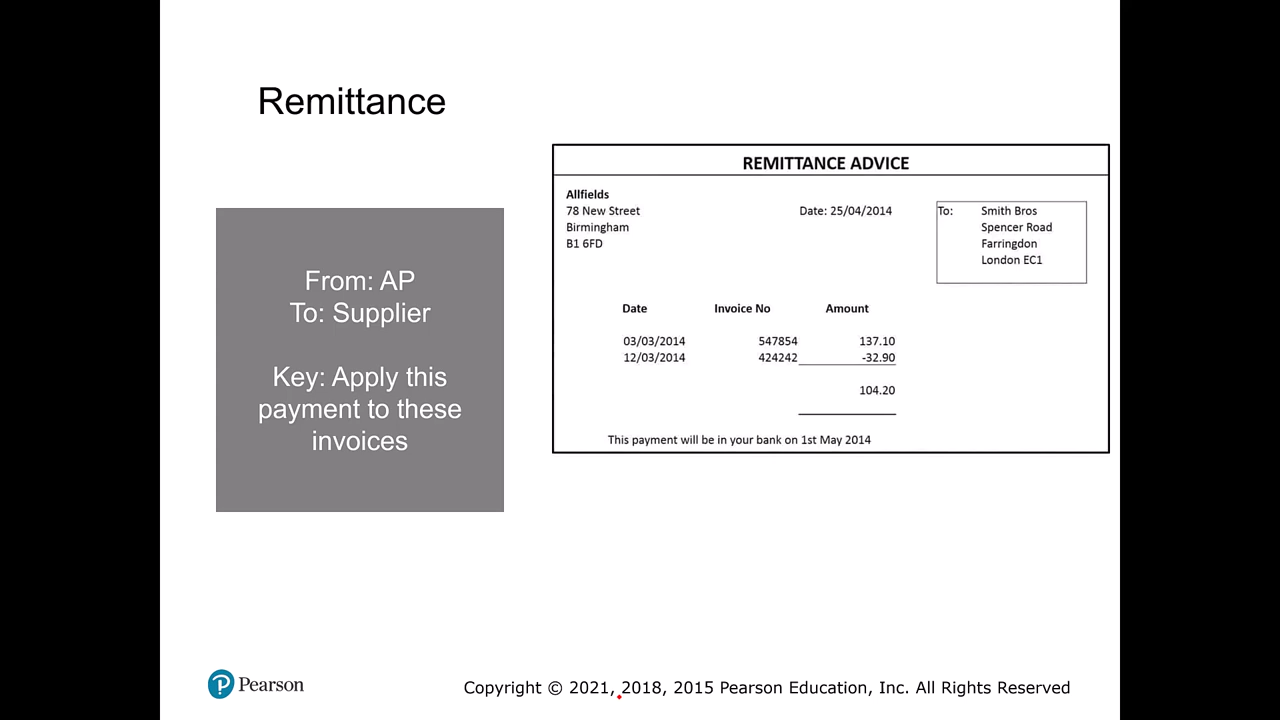 Remittance
From: AP
To: Supplier
Key: Apply this
payment to these
invoices
REMITTANCE ADVICE
Allfields
78 New Street
Birmingham
B1 6FD
Date: 25/04/2014
To: Smith Bros
Spencer Road
Farringdon
London EC1
Date Invoice No Amount
03/03/2014 547854 137.10
12/03/2014 424242 -32.90
104.20
This payment will be in your bank on 1st May 2014
Pearson
Copyright © 2021, 2018, 2015 Pearson Education, Inc. All Rights Reserved